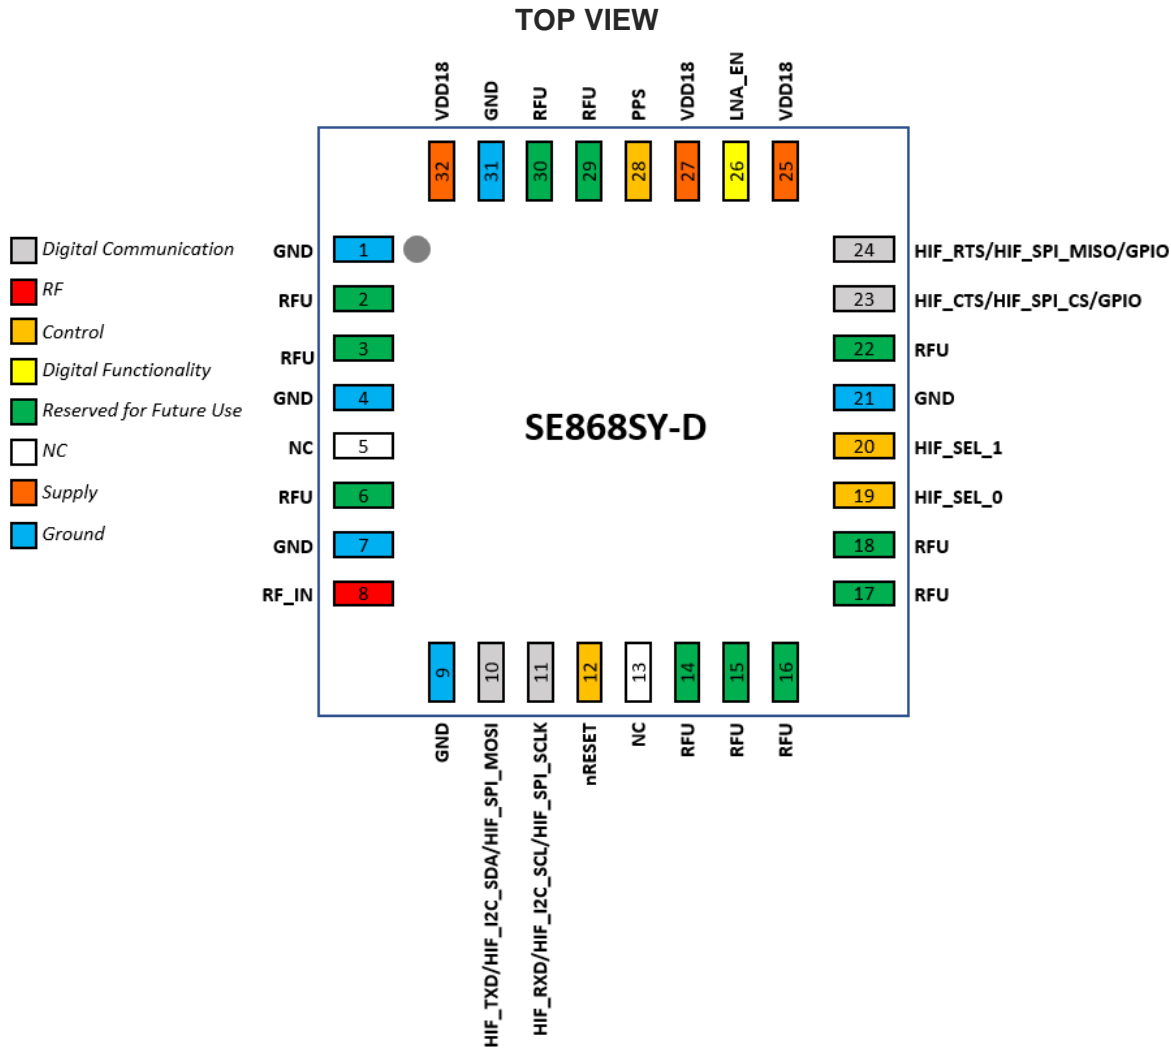 TOP VIEW
VDD18
GND
RFU
RFU
PPS
VDD18
LNA_EN
VDD18
32
31
30
29
28
27
26
25
Digital Communication
RF
Control
Digital Functionality
Reserved for Future Use
NC
Supply
Ground
GND 1
RFU 2
RFU 3
GND 4
NC 5
RFU 6
GND 7
RF_IN 8
SE868SY-D
24 HIF_RTS/HIF_SPI_MISO/GPIO
23 HIF_CTS/HIF_SPI_CS/GPIO
22 RFU
21 GND
20 HIF_SEL_1
19 HIF_SEL_0
18 RFU
17 RFU
9
10
11
12
13
14
15
16
GND
HIF_TXD/HIF_I2C_SDA/HIF_SPI_MOSI
HIF_RXD/HIF_I2C_SCL/HIF_SPI_SCLK
nRESET
NC
RFU
RFU
RFU